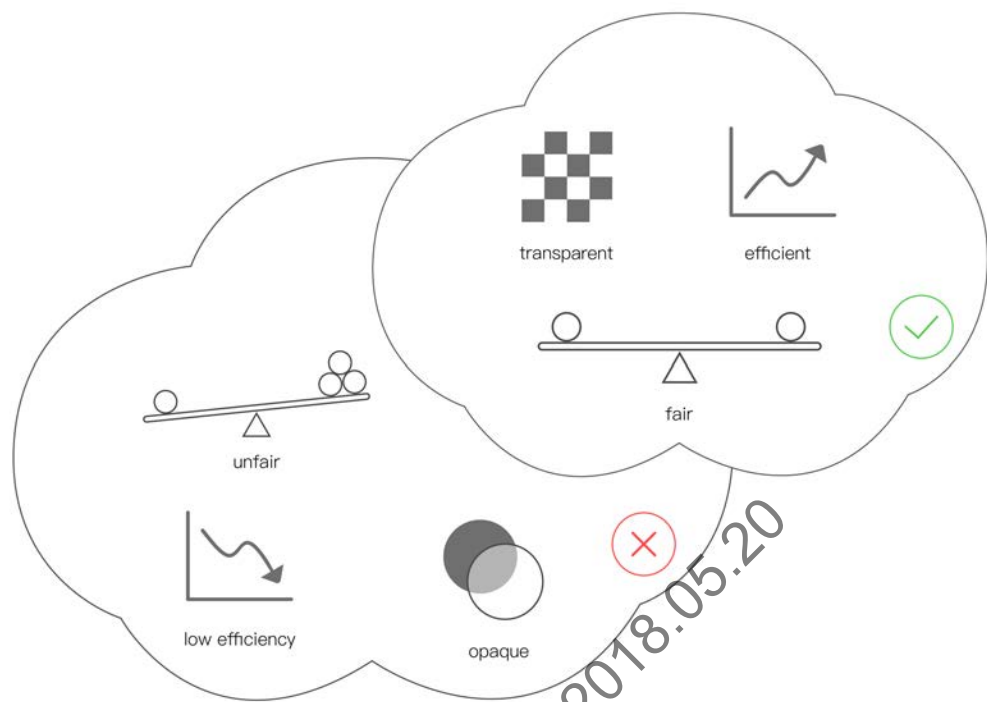 transparent
efficient
fair
unfair
low efficiency
opaque
2018.05.20